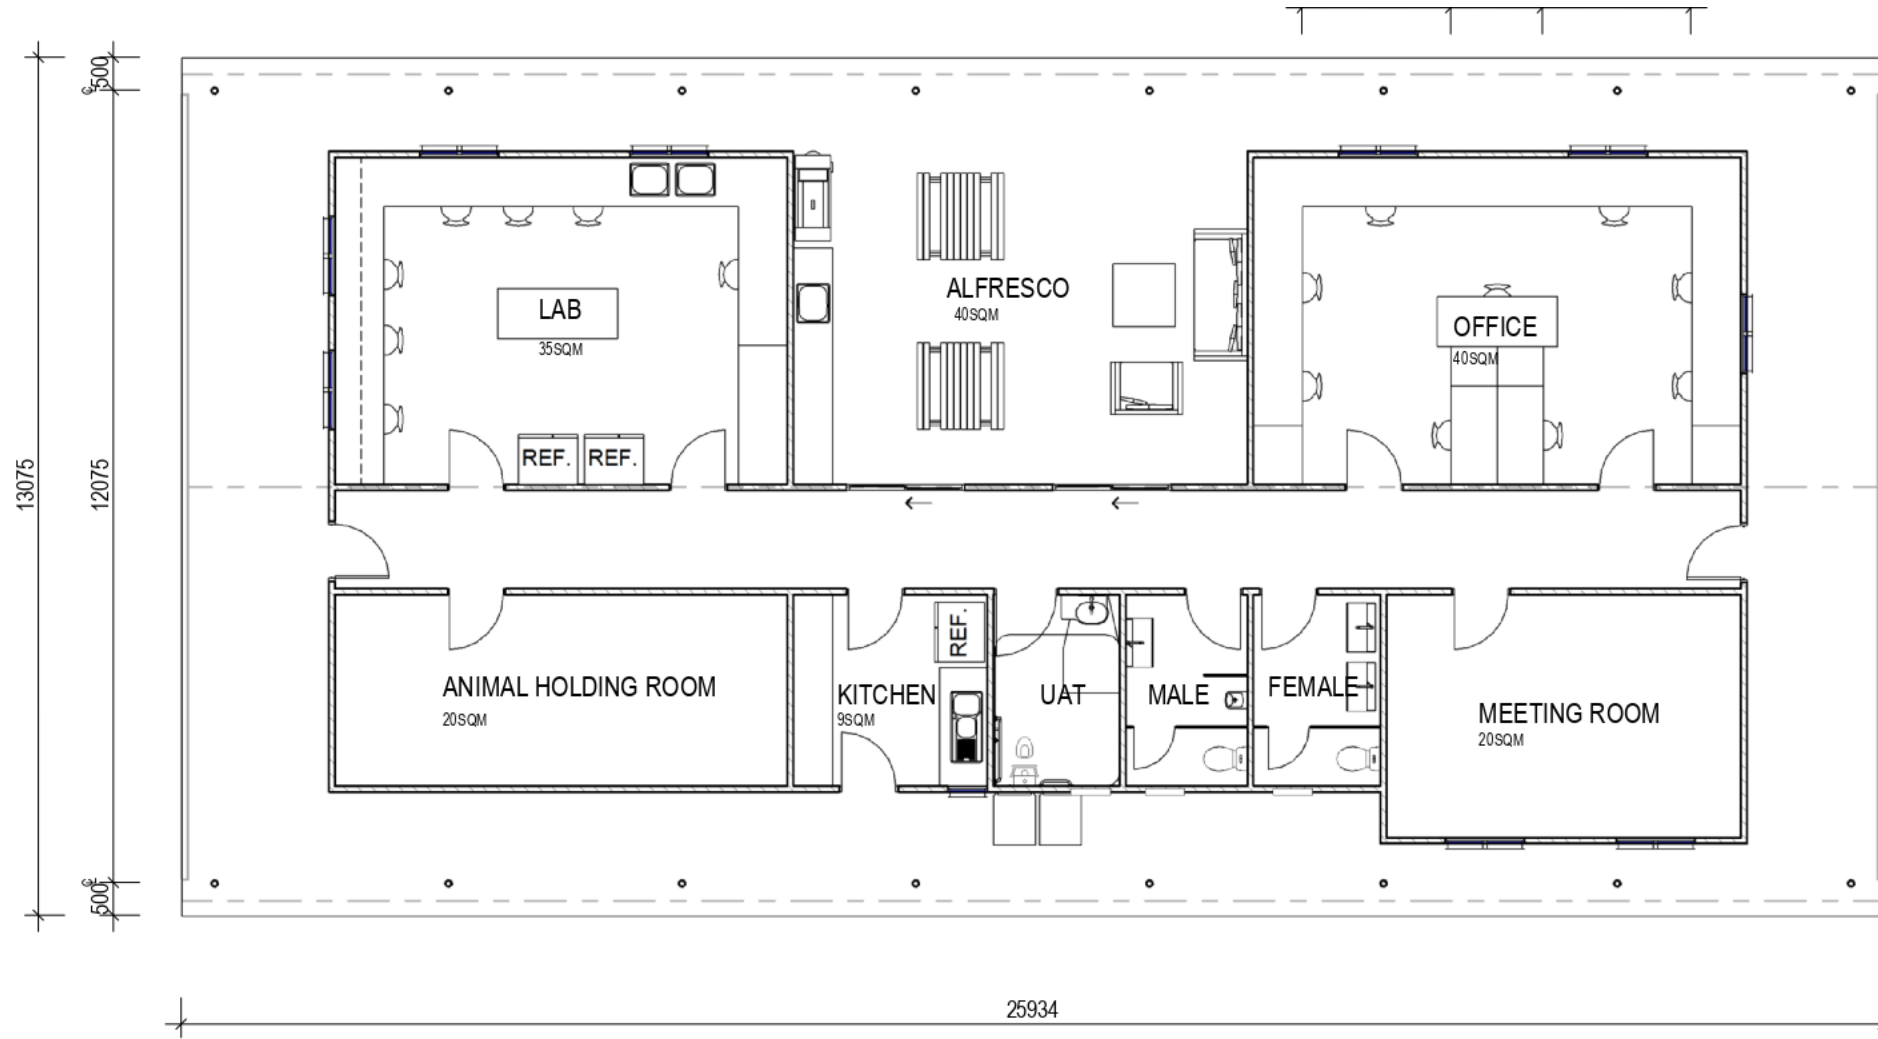 500
LAB
35SQM
REF.
REF.
ALFRESCO
40SQM
OFFICE
40SQM
13075
12075
ANIMAL HOLDING ROOM
20SQM
KITCHEN
9SQM
REF.
UAT
MALE
FEMALE
MEETING ROOM
20SQM
500
25934